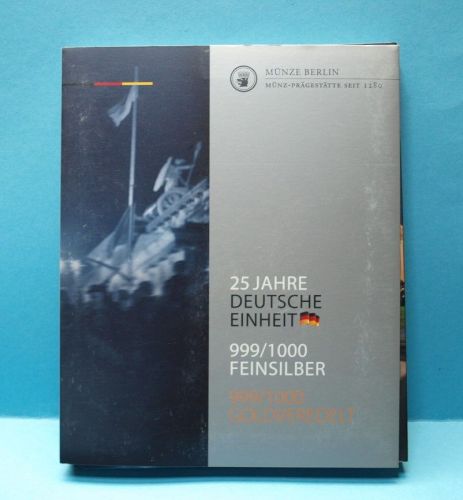 MÜNZE BERLIN
MÜNZ-PRÄGESTÄTTE SEIT 1280
25 JAHRE
DEUTSCHE
EINHEIT
999/1000
FEINSILBER
999/1000
GOLDVEREDELT